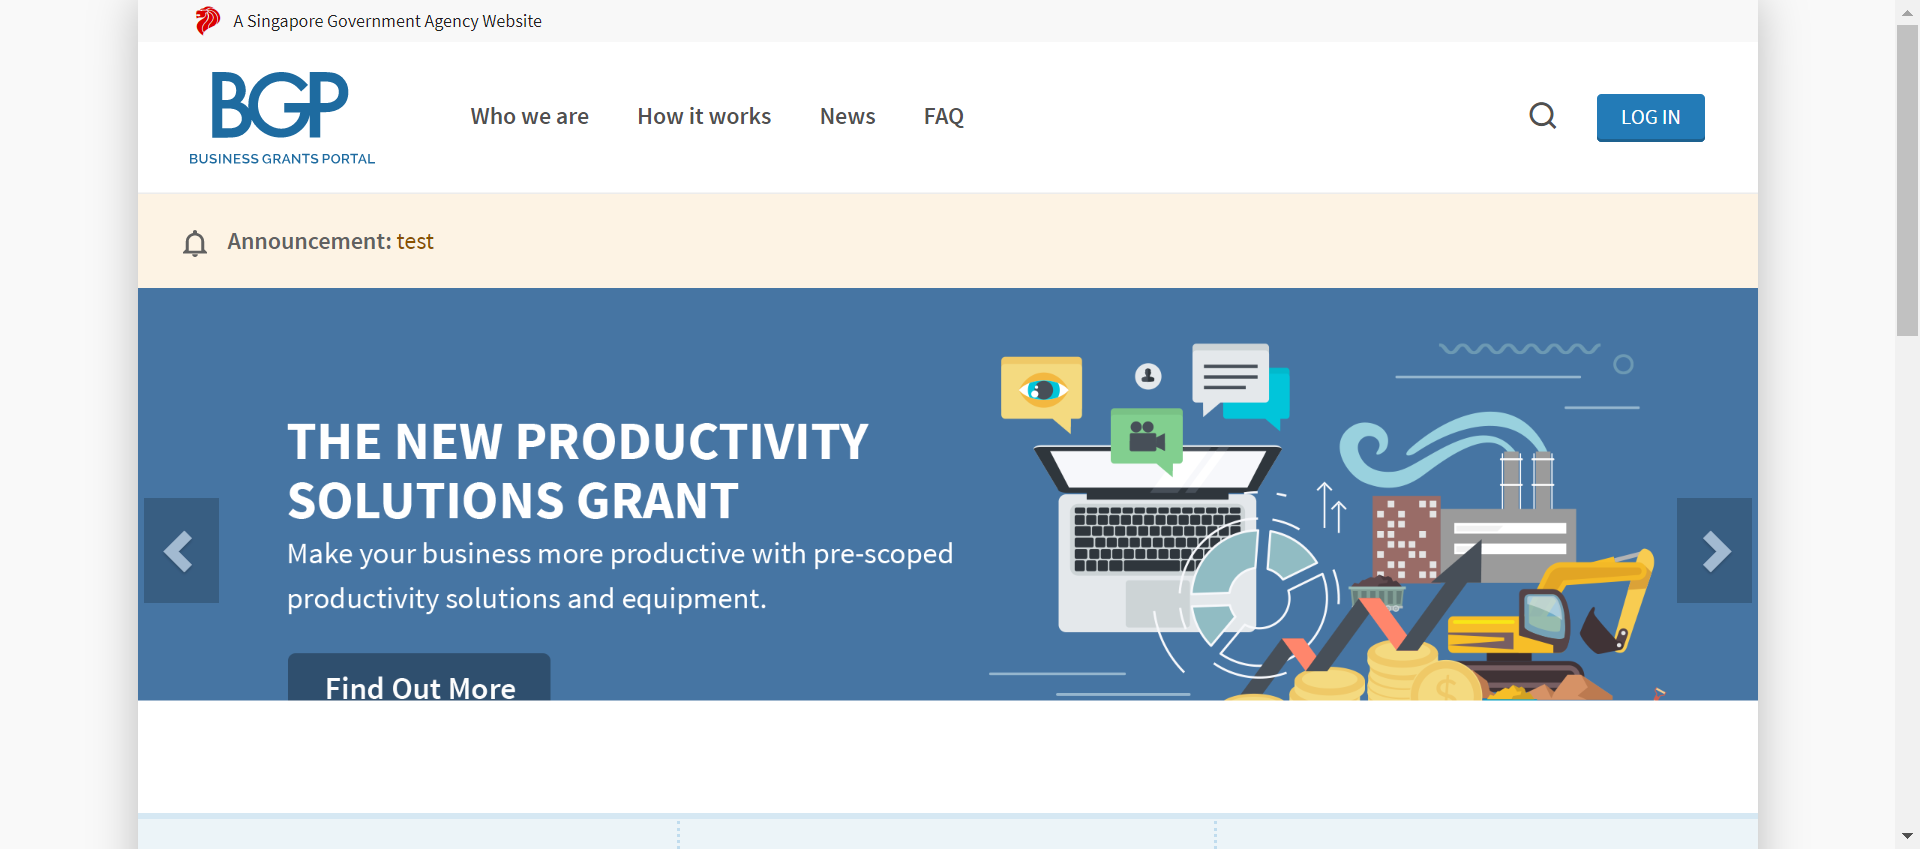 A Singapore Government Agency Website
BGP
BUSINESS GRANTS PORTAL
Who we are
How it works
News
FAQ
LOG IN
Announcement: test
THE NEW PRODUCTIVITY
SOLUTIONS GRANT
Make your business more productive with pre-scoped
productivity solutions and equipment.
Find Out More
$